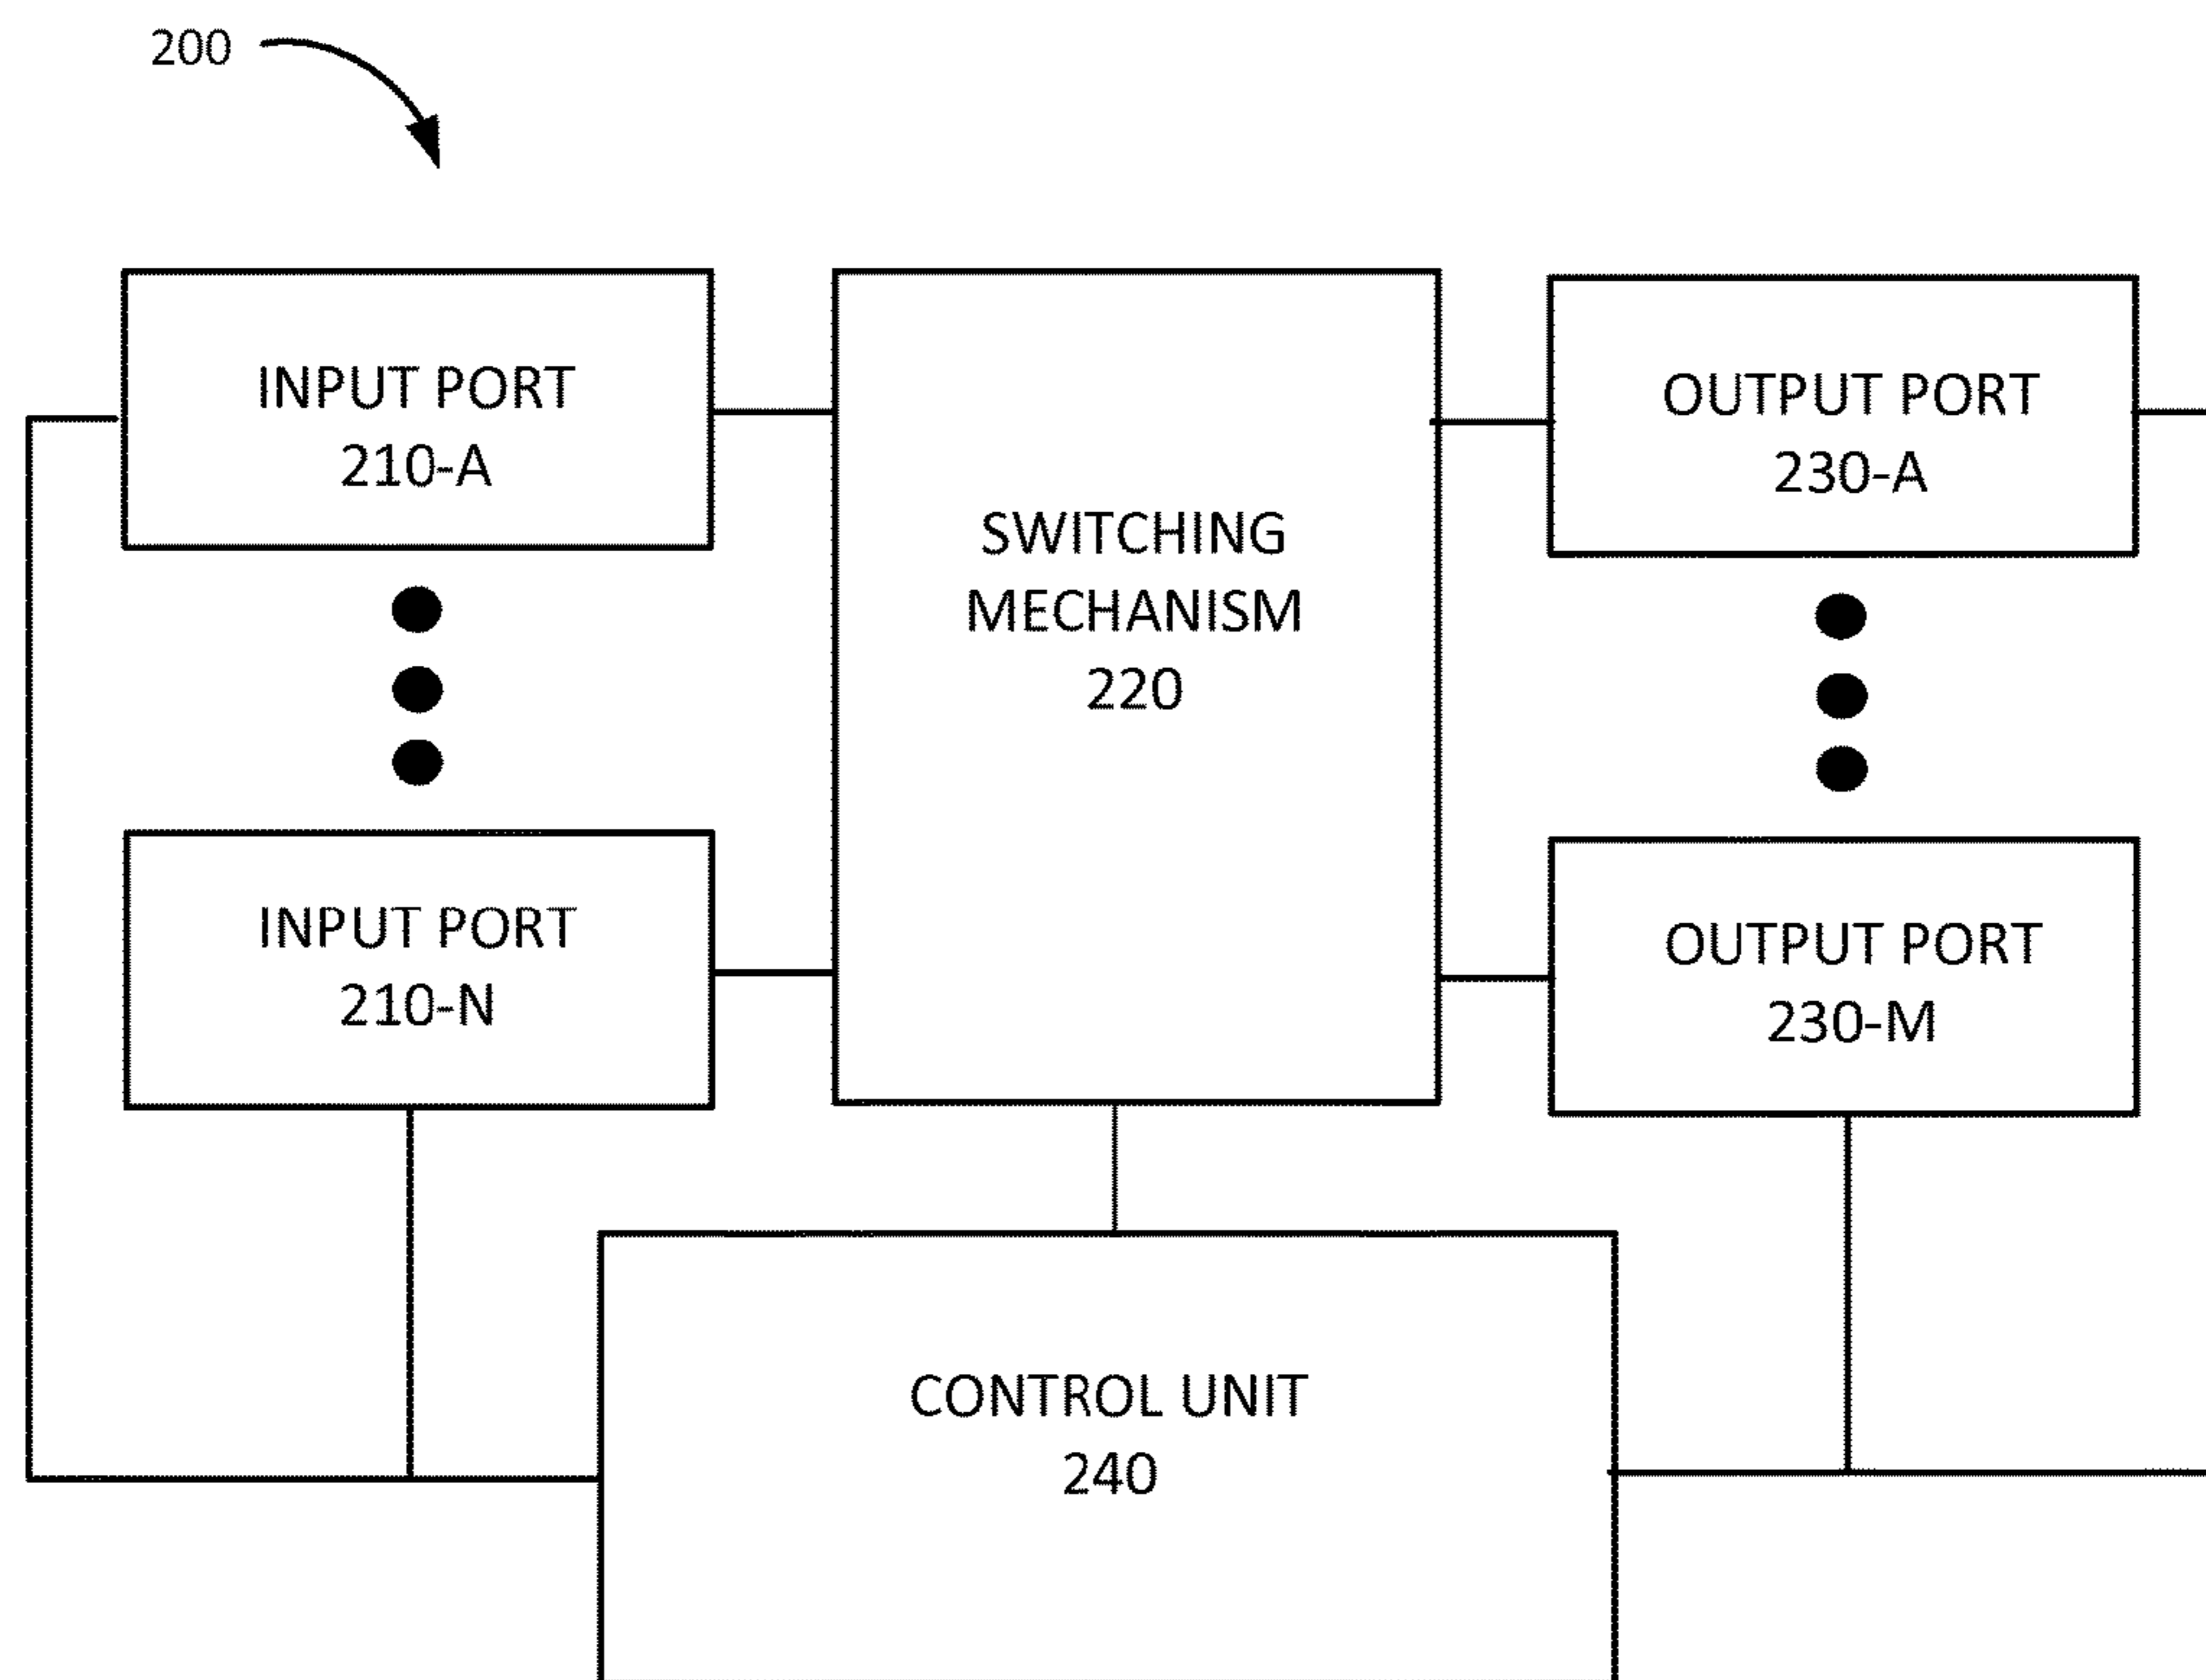 200
INPUT PORT
210-A
SWITCHING
MECHANISM
220
OUTPUT PORT
230-A
INPUT PORT
210-N
OUTPUT PORT
230-M
CONTROL UNIT
240